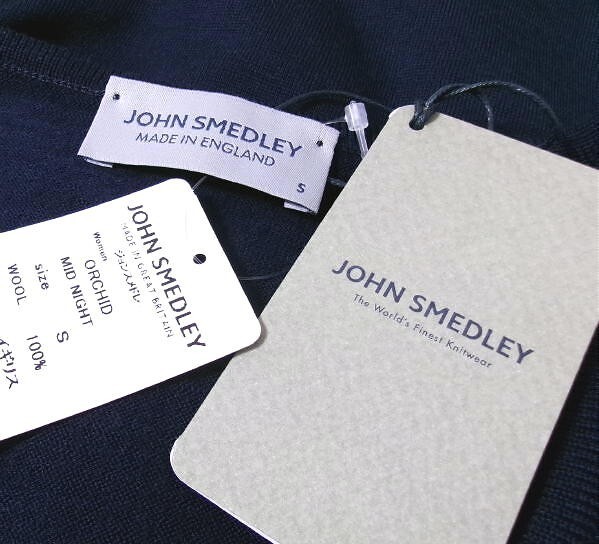 JOHN SMEDLEY
MADE IN ENGLAND
S
JOHN SMEDLEY
MADE IN GREAT BRITAIN
ジョンスメドレー
Women
ORCHID
MID NIGHT
size S
WOOL 100%
イギリス
JOHN SMEDLEY
The World's Finest Knitwear